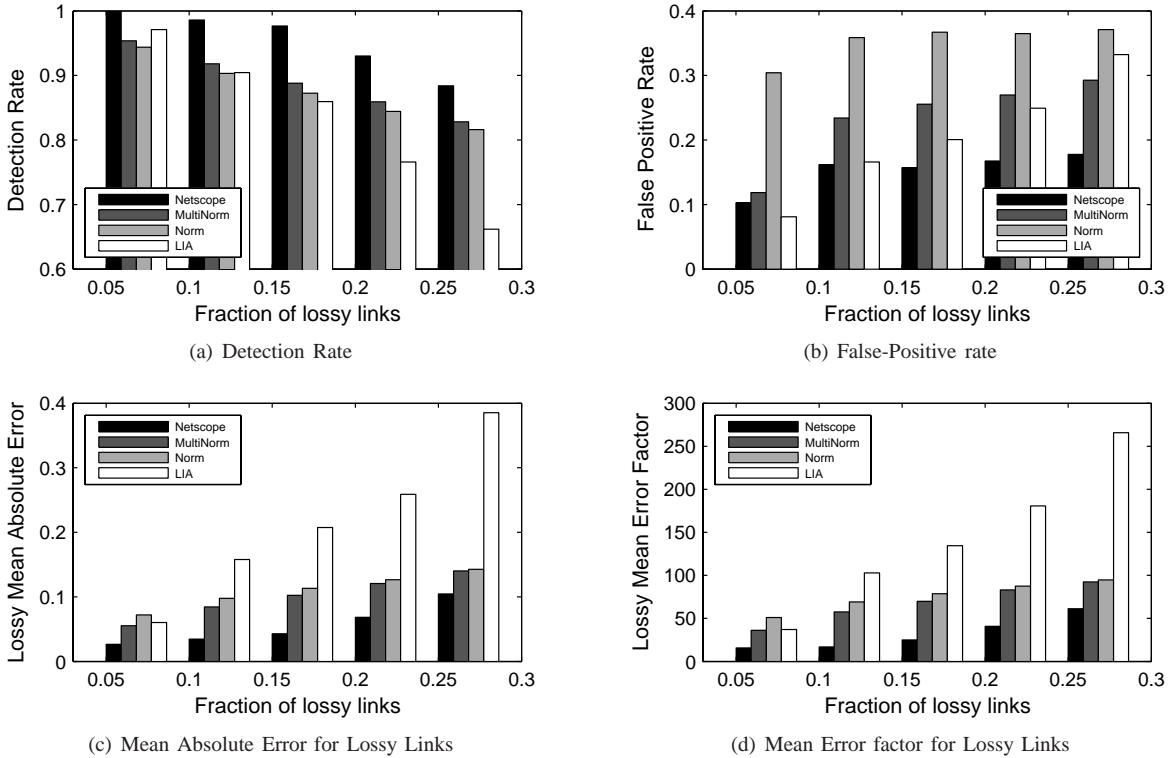 1
0.9
0.8
0.7
0.6
Detection Rate
Netscope
MultiNorm
Norm
LIA
0.05 0.1 0.15 0.2 0.25 0.3
Fraction of lossy links
(a) Detection Rate
0.4
0.3
0.2
0.1
0
False Positive Rate
Netscope
MultiNorm
Norm
LIA
0.05 0.1 0.15 0.2 0.25 0.3
Fraction of lossy links
(b) False-Positive rate
0.4
0.3
0.2
0.1
0
Lossy Mean Absolute Error
Netscope
MultiNorm
Norm
LIA
0.05 0.1 0.15 0.2 0.25 0.3
Fraction of lossy links
(c) Mean Absolute Error for Lossy Links
300
250
200
150
100
50
0
Lossy Mean Error Factor
Netscope
MultiNorm
Norm
LIA
0.05 0.1 0.15 0.2 0.25 0.3
Fraction of lossy links
(d) Mean Error factor for Lossy Links